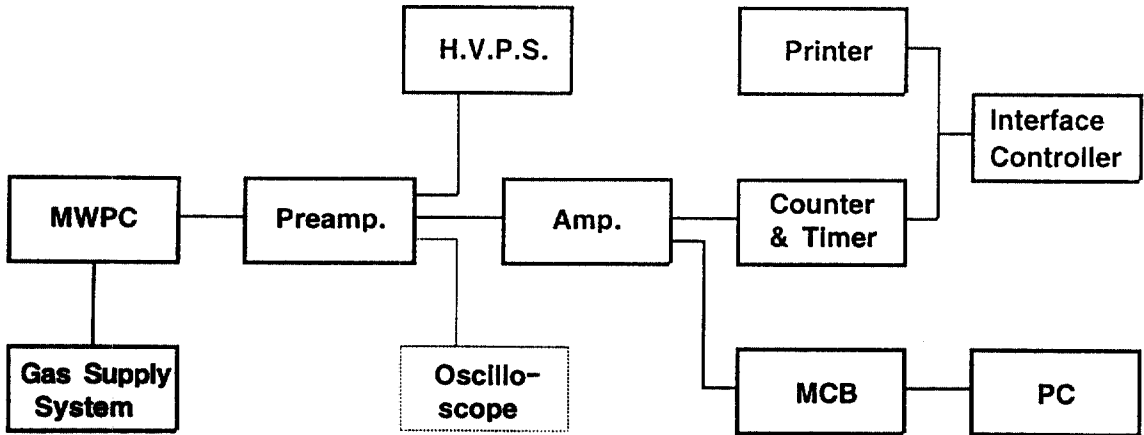 H.V.P.S.
Printer
Interface
Controller
MWPC
Preamp.
Amp.
Counter
& Timer
Gas Supply
System
Oscillo-
scope
MCB
PC